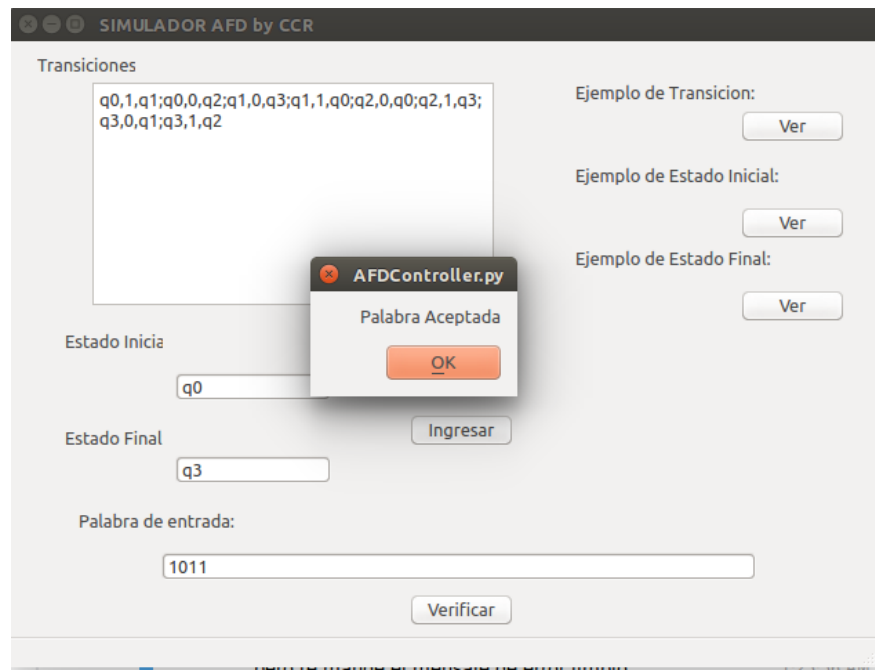 SIMULADOR AFD by CCR
Transiciones
q0,1,q1;q0,0,q2;q1,0,q3;q1,1,q0;q2,0,q0;q2,1,q3;
q3,0,q1;q3,1,q2
Ejemplo de Transicion:
Ver
Ejemplo de Estado Inicial:
Ver
Ejemplo de Estado Final:
Ver
AFDController.py
Palabra Aceptada
OK
Estado Inicia
q0
Ingresar
Estado Final
q3
Palabra de entrada:
1011
Verificar